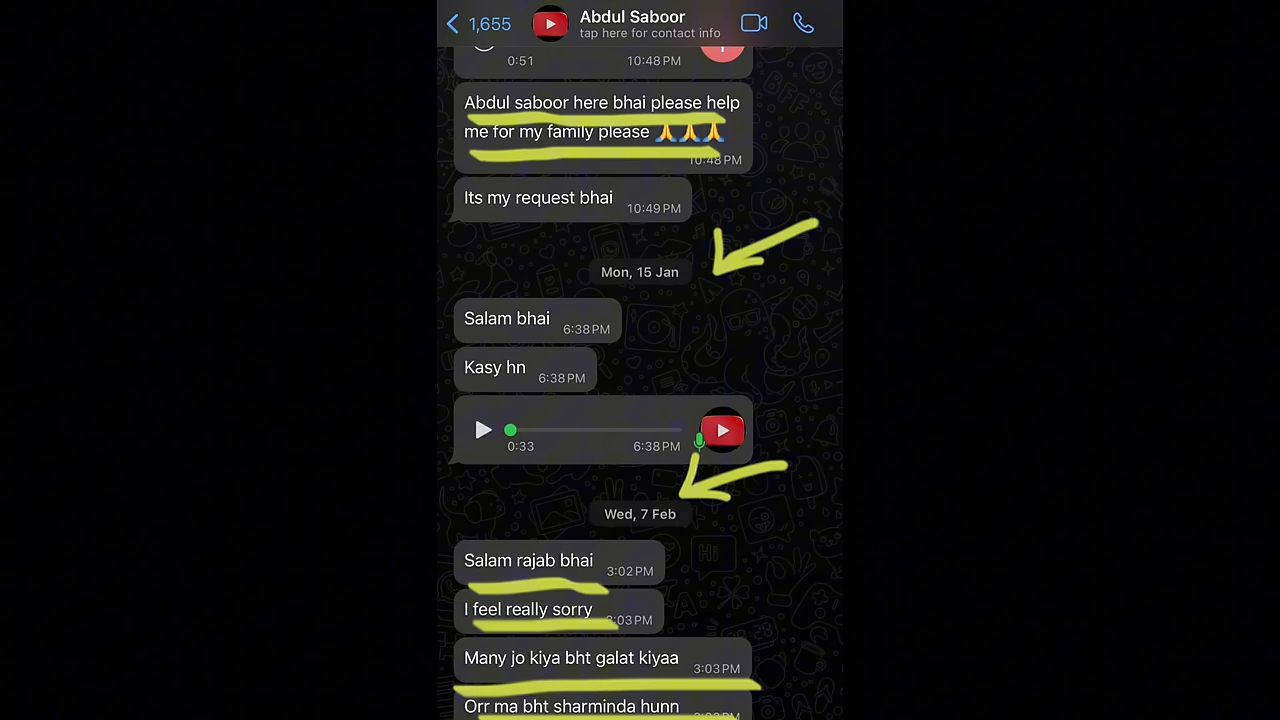 1,655
Abdul Saboor
tap here for contact info
0:51
10:48 PM
Abdul saboor here bhai please help
me for my family please 🙏🙏🙏
10:48 PM
Its my request bhai
10:49 PM
Mon, 15 Jan
Salam bhai
6:38 PM
Kasy hn
6:38 PM
0:33
6:38 PM
Wed, 7 Feb
Salam rajab bhai
3:02 PM
I feel really sorry
3:03 PM
Many jo kiya bht galat kiyaa
3:03 PM
Orr ma bht sharminda hunn